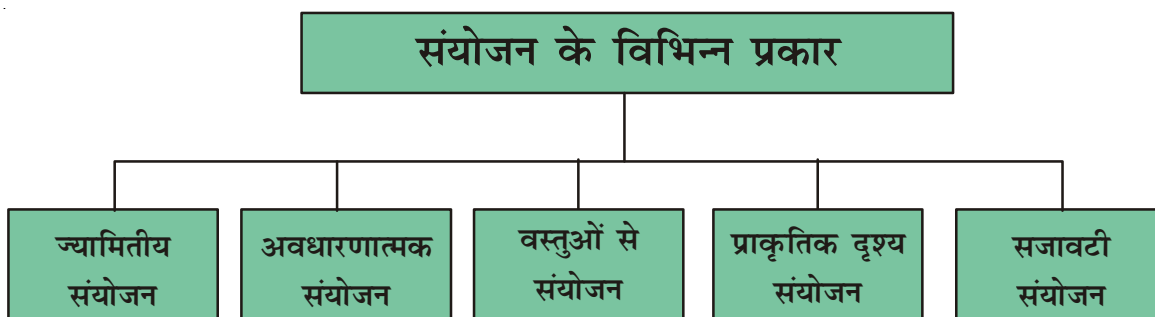 संयोजन के विभिन्न प्रकार
ज्यामितीय
संयोजन
अवधारणात्मक
संयोजन
वस्तुओं से
संयोजन
प्राकृतिक दृश्य
संयोजन
सजावटी
संयोजन